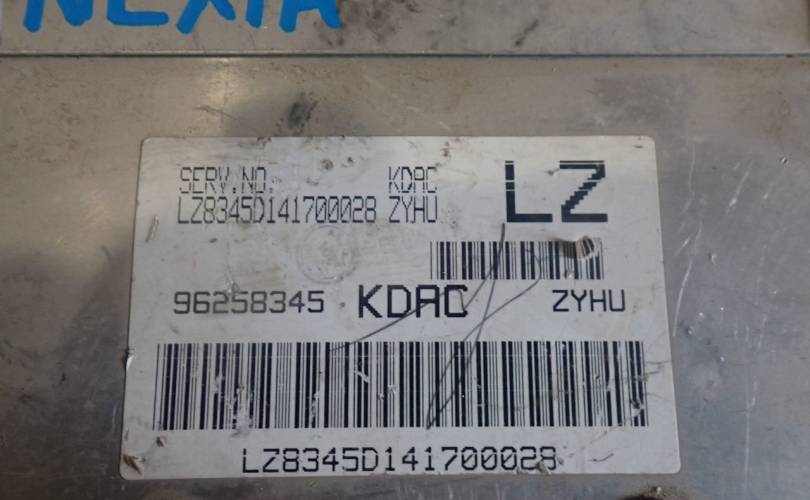 NEXIA
SERV.NO. KDAC LZ
LZ8345D141700028 ZYHU
96258345 KDAC ZYHU
LZ8345D141700028